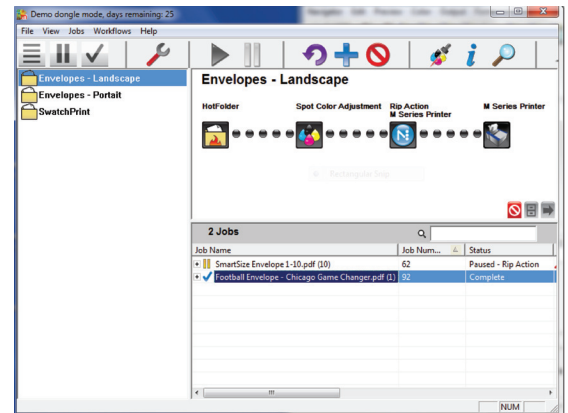 Demo dongle mode, days remaining: 25
File View Jobs Workflows Help
Envelopes - Landscape
Envelopes - Portait
SwatchPrint
Envelopes - Landscape
HotFolder Spot Color Adjustment Rip Action M Series Printer
M Series Printer
Rectangular Snip
2 Jobs
Job Name Job Num... Status
SmartSize Envelope 1-10.pdf (10) 62 Paused - Rip Action
Football Envelope - Chicago Game Changer.pdf (1) 92 Complete
NUM